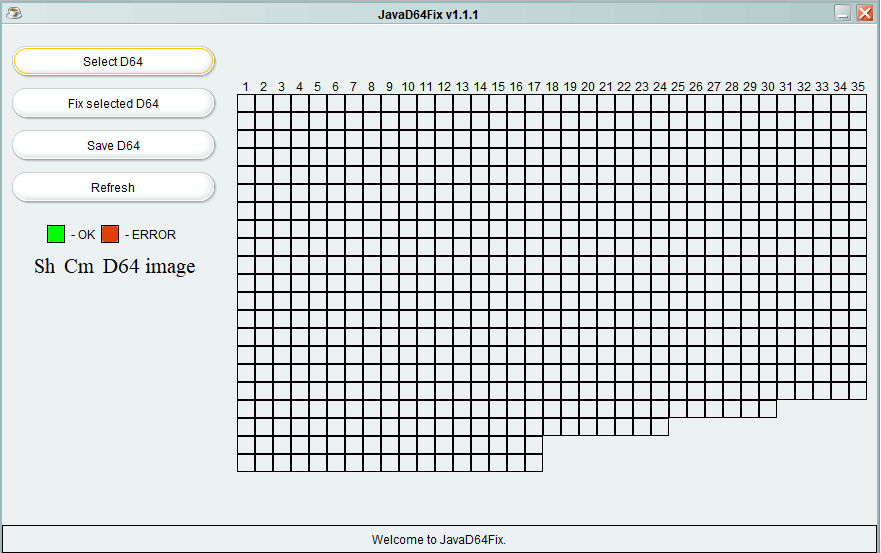 JavaD64Fix v1.1.1
Select D64
Fix selected D64
Save D64
Refresh
- OK - ERROR
Sh Cm D64 image
1 2 3 4 5 6 7 8 9 10 11 12 13 14 15 16 17 18 19 20 21 22 23 24 25 26 27 28 29 30 31 32 33 34 35
Welcome to JavaD64Fix.